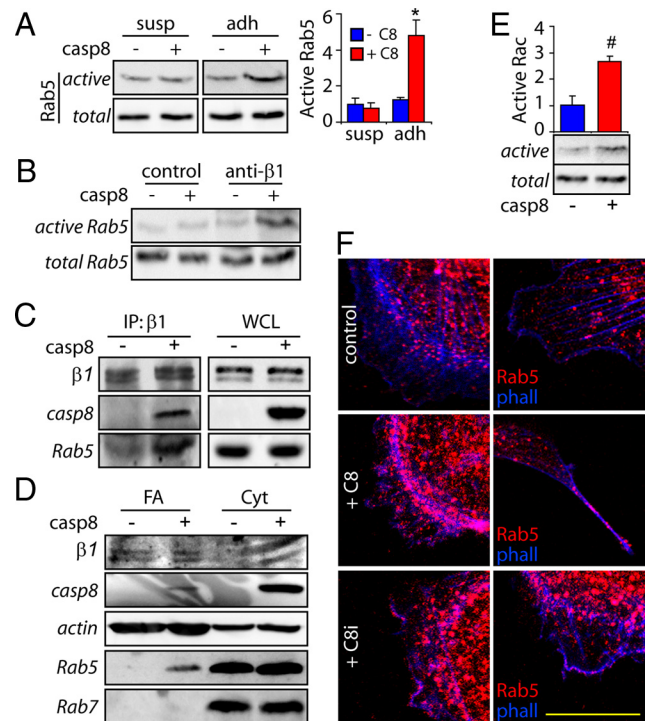 A
susp adh
casp8 - + - +
Rab5
active
total
Active Rab5
6
4
2
0
- C8
+ C8
*
susp adh
E
Active Rac
4
3
2
1
0
#
active
total
casp8 - +
B
control anti-β1
casp8 - + - +
active Rab5
total Rab5
C
IP: β1 WCL
casp8 - + - +
β1
casp8
Rab5
D
FA Cyt
casp8 - + - +
β1
casp8
actin
Rab5
Rab7
F
control
Rab5
phall
+ C8
Rab5
phall
+ C8i
Rab5
phall